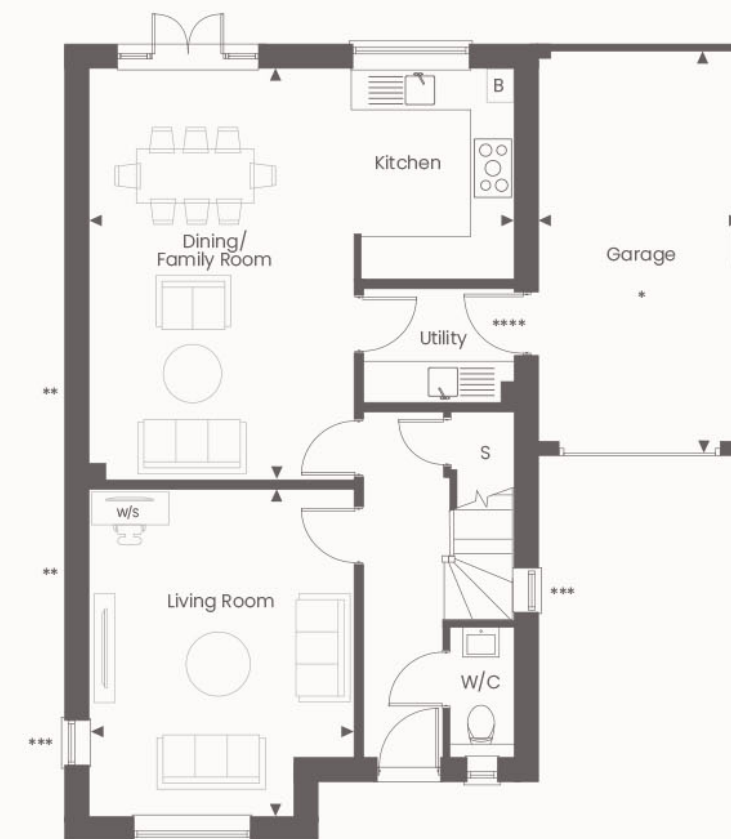 B
Kitchen
Dining/
Family Room
Garage
*
****
Utility
**
S
W/S
**
***
Living Room
W/C
***